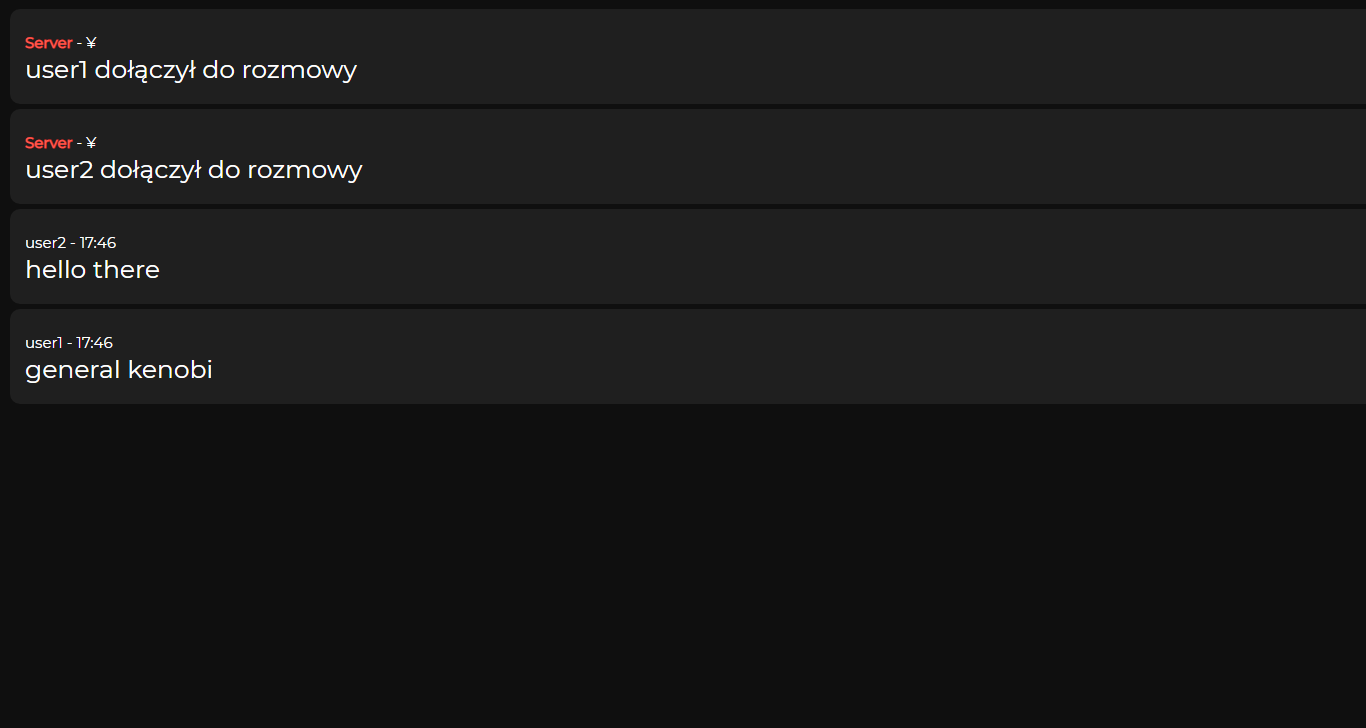 Server - ¥
user1 dołączył do rozmowy
Server - ¥
user2 dołączył do rozmowy
user2 - 17:46
hello there
user1 - 17:46
general kenobi